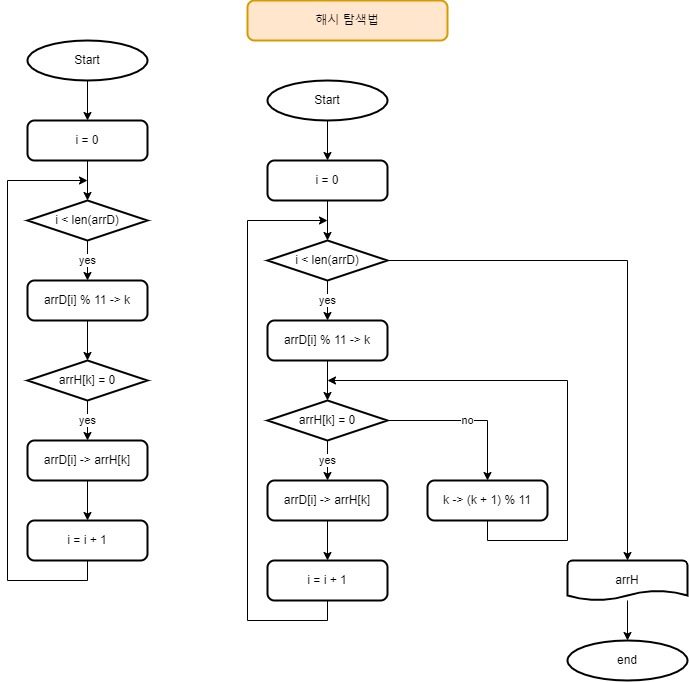 해시 탐색법
Start
i = 0
i < len(arrD)
yes
arrD[i] % 11 -> k
arrH[k] = 0
yes
arrD[i] -> arrH[k]
i = i + 1
Start
i = 0
i < len(arrD)
yes
arrD[i] % 11 -> k
arrH[k] = 0
no
yes
arrD[i] -> arrH[k]
k -> (k + 1) % 11
i = i + 1
arrH
end